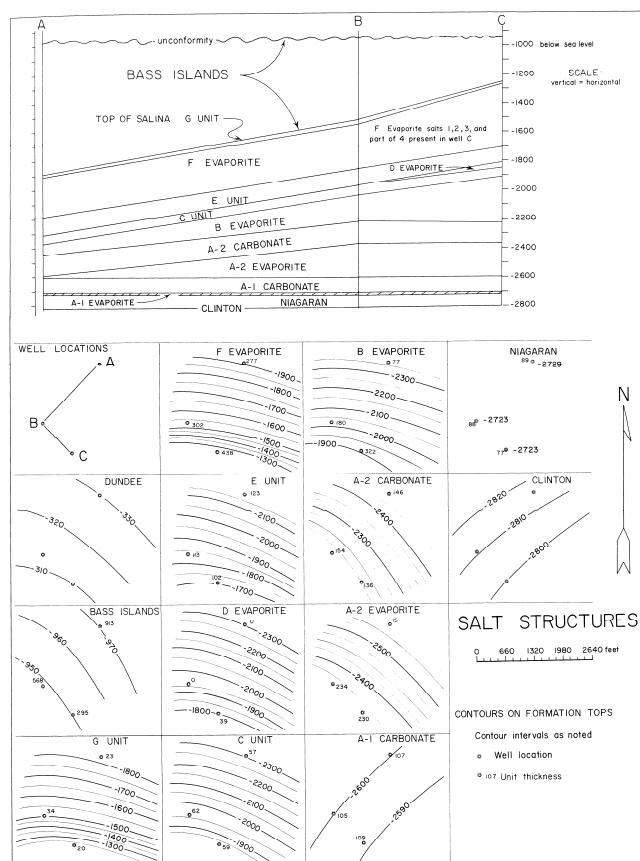 A
B
C
unconformity
-1000 below sea level
BASS ISLANDS
-1200
SCALE
vertical = horizontal
-1400
TOP OF SALINA G UNIT
F Evaporite salts 1,2,3, and
part of 4 present in well C
-1600
F EVAPORITE
-1800
D EVAPORITE
-2000
E UNIT
C UNIT
-2200
B EVAPORITE
A-2 CARBONATE
-2400
A-2 EVAPORITE
-2600
A-1 CARBONATE
A-1 EVAPORITE
NIAGARAN
-2800
CLINTON
WELL LOCATIONS
A
B
C
F EVAPORITE
277
-1900
-1800
-1700
-1600
302
-1500
-1400
438
-1300
B EVAPORITE
77
-2300
-2200
-2100
180
-2000
-1900
322
NIAGARAN
89 -2729
88 -2723
77 -2723
N
DUNDEE
-330
-320
-310
E UNIT
123
-2100
-2000
-1900
113
-1800
102
-1700
A-2 CARBONATE
146
-2400
-2300
154
136
CLINTON
-2820
-2810
-2800
BASS ISLANDS
913
-960
-970
-950
568
295
D EVAPORITE
0
-2300
-2200
-2100
0
-2000
-1900
-1800
39
A-2 EVAPORITE
15
-2500
-2400
234
230
SALT STRUCTURES
0 660 1320 1980 2640 feet
CONTOURS ON FORMATION TOPS
Contour intervals as noted
Well location
107 Unit thickness
G UNIT
23
-1800
-1700
-1600
34
-1500
-1400
-1300
20
C UNIT
57
-2300
-2200
-2100
62
-2000
-1900
59
A-1 CARBONATE
107
-2600
-2590
105
109